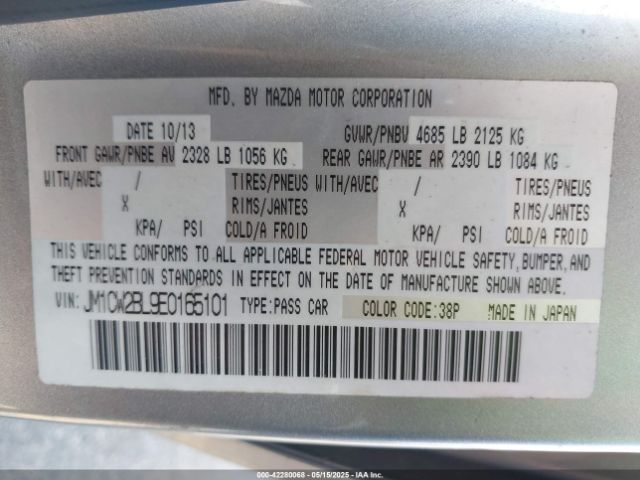 MFD. BY MAZDA MOTOR CORPORATION
DATE 10/13 GVWR/PNBV 4685 LB 2125 KG
FRONT GAWR/PNBE AV 2328 LB 1056 KG REAR GAWR/PNBE AR 2390 LB 1084 KG
WITH/AVEC / TIRES/PNEUS WITH/AVEC / TIRES/PNEUS
X RIMS/JANTES X RIMS/JANTES
KPA/ PSI COLD/A FROID KPA/ PSI COLD/A FROID
THIS VEHICLE CONFORMS TO ALL APPLICABLE FEDERAL MOTOR VEHICLE SAFETY, BUMPER, AND
THEFT PREVENTION STANDARDS IN EFFECT ON THE DATE OF MANUFACTURE SHOWN ABOVE.
VIN: JM1CW2BL9E0165101 TYPE:PASS CAR COLOR CODE:38P MADE IN JAPAN
000-42280068 - 05/15/2025 - IAAI.COM